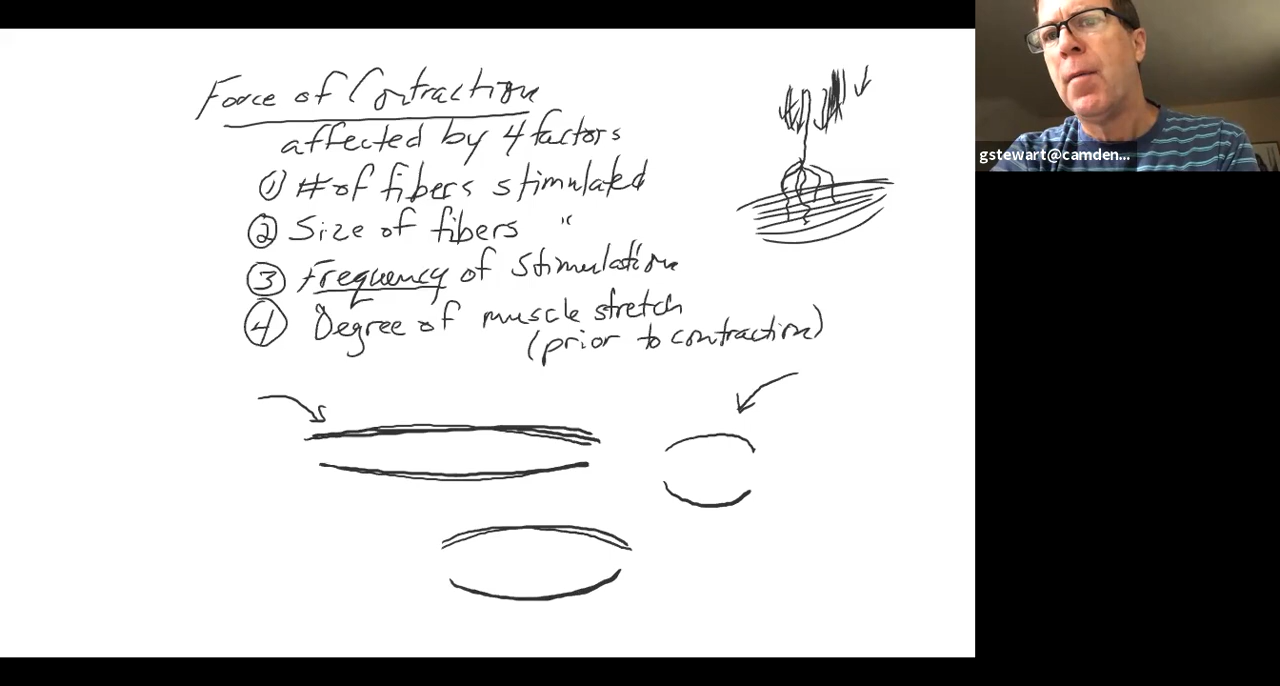 Force of Contraction
affected by 4 factors
① # of fibers stimulated
② Size of fibers "
③ Frequency of stimulation
④ Degree of muscle stretch
(prior to contraction)
gstewart@camden...